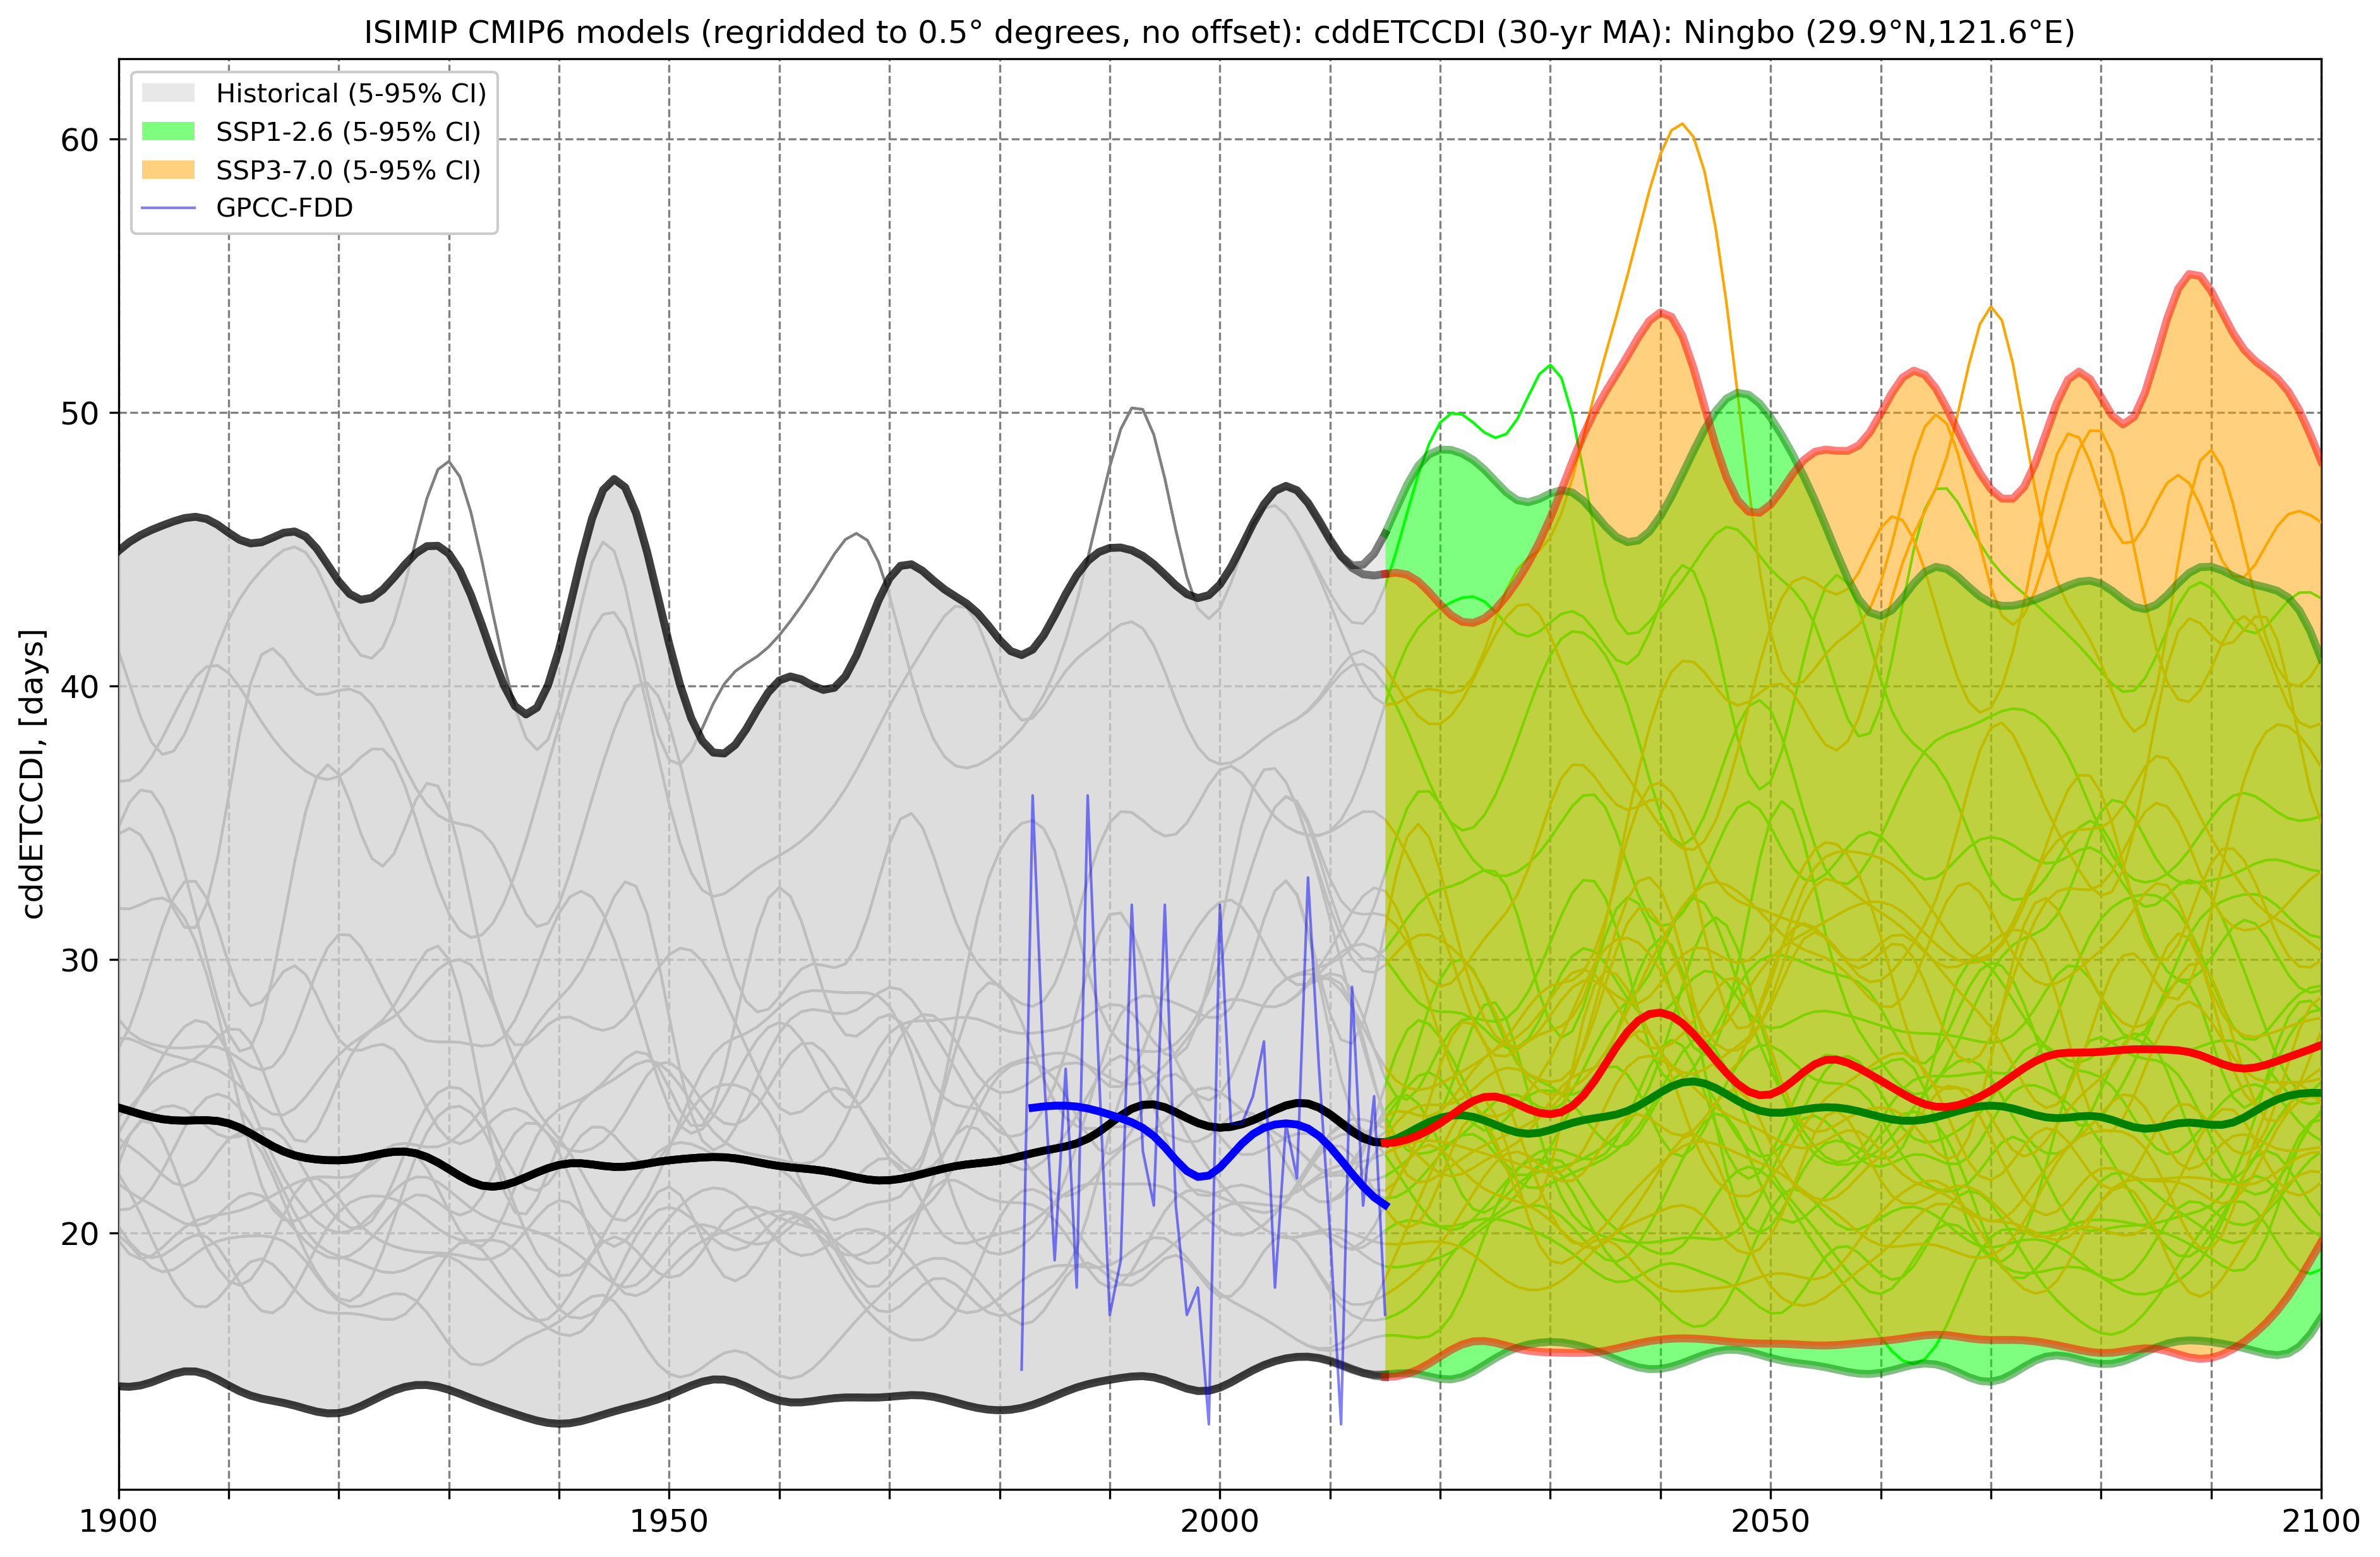 ISIMIP CMIP6 models (regridded to 0.5° degrees, no offset): cddETCCDI (30-yr MA): Ningbo (29.9°N,121.6°E)
Historical (5-95% CI)
SSP1-2.6 (5-95% CI)
SSP3-7.0 (5-95% CI)
GPCC-FDD
cddETCCDI, [days]
60
50
40
30
20
1900
1950
2000
2050
2100